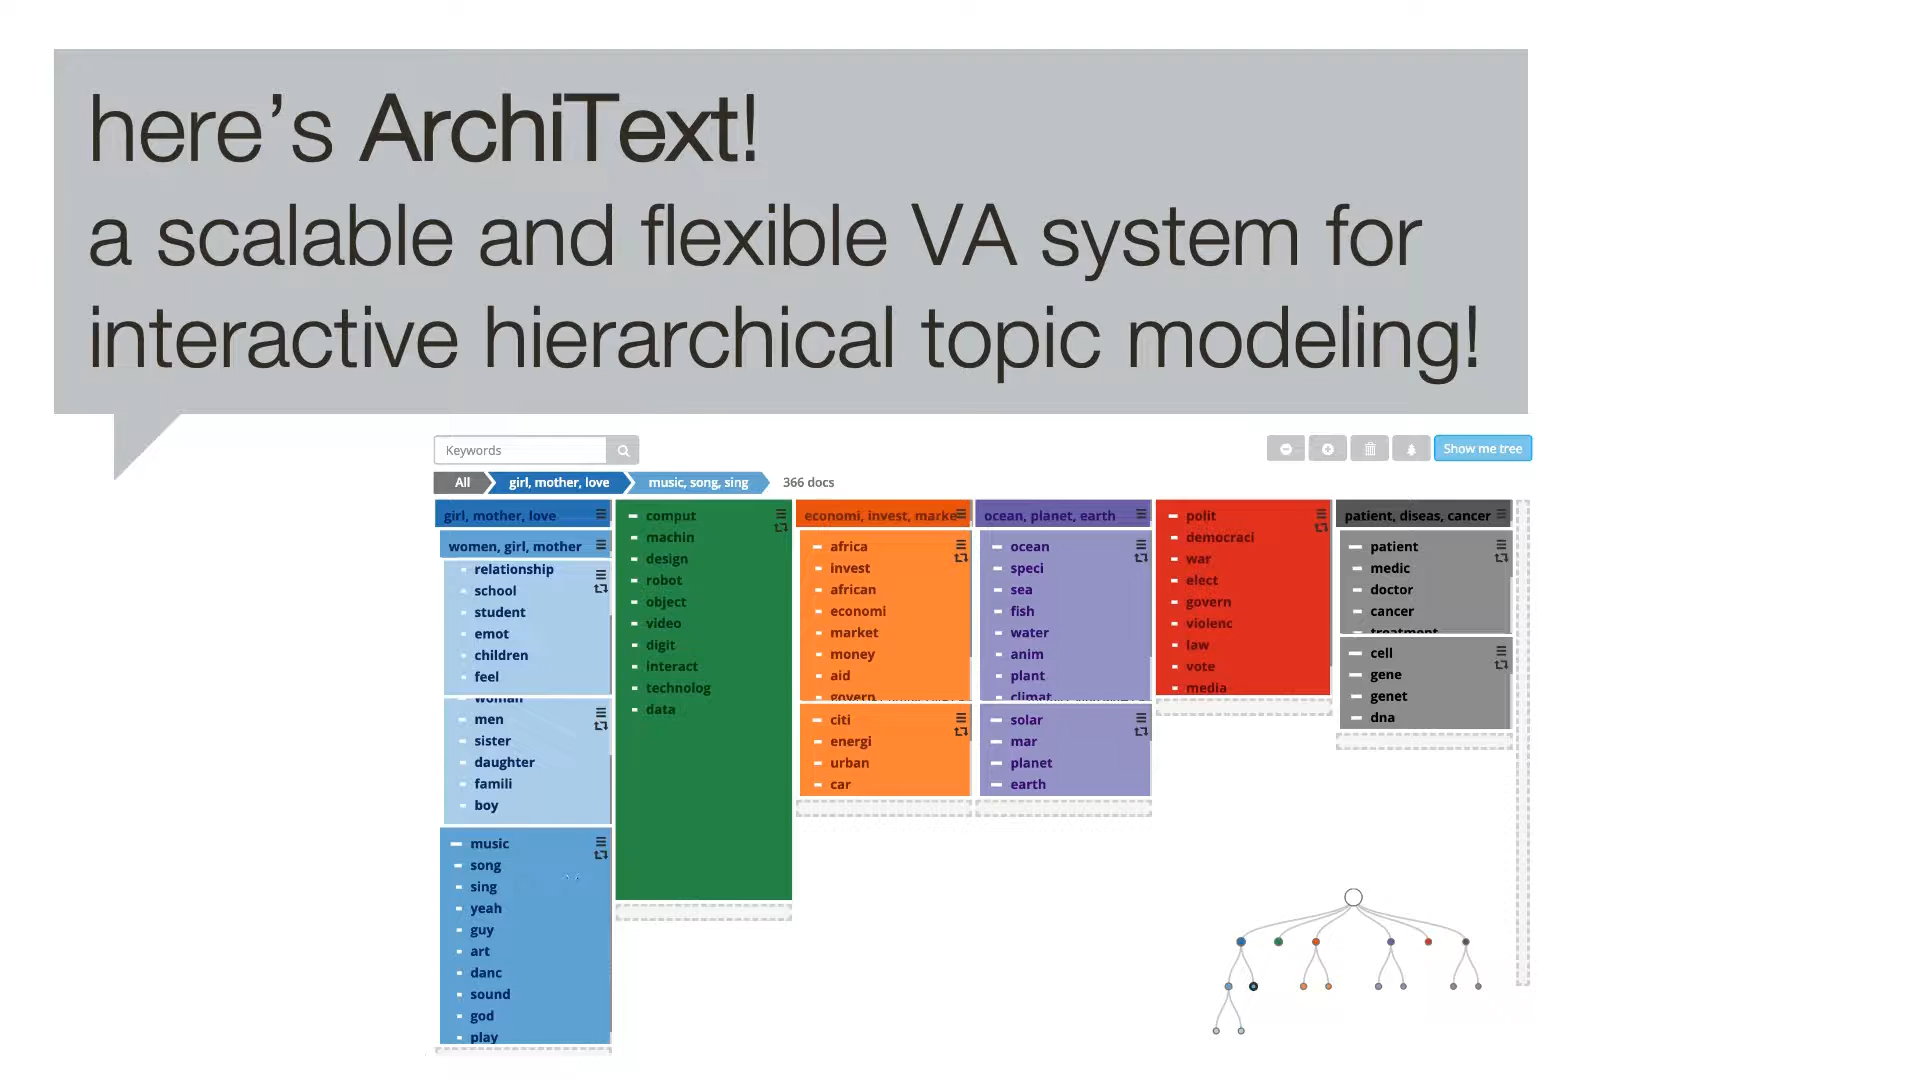 here’s ArchiText!
a scalable and flexible VA system for
interactive hierarchical topic modeling!
Keywords
Show me tree
All
girl, mother, love
music, song, sing
366 docs
girl, mother, love
women, girl, mother
relationship
school
student
emot
children
feel
woman
men
sister
daughter
famili
boy
music
song
sing
yeah
guy
art
danc
sound
god
play
comput
machin
design
robot
object
video
digit
interact
technolog
data
economi, invest, marke
africa
invest
african
economi
market
money
aid
govern
citi
energi
urban
car
ocean, planet, earth
ocean
speci
sea
fish
water
anim
plant
climat
solar
mar
planet
earth
polit
democraci
war
elect
govern
violenc
law
vote
media
patient, diseas, cancer
patient
medic
doctor
cancer
treatment
cell
gene
genet
dna